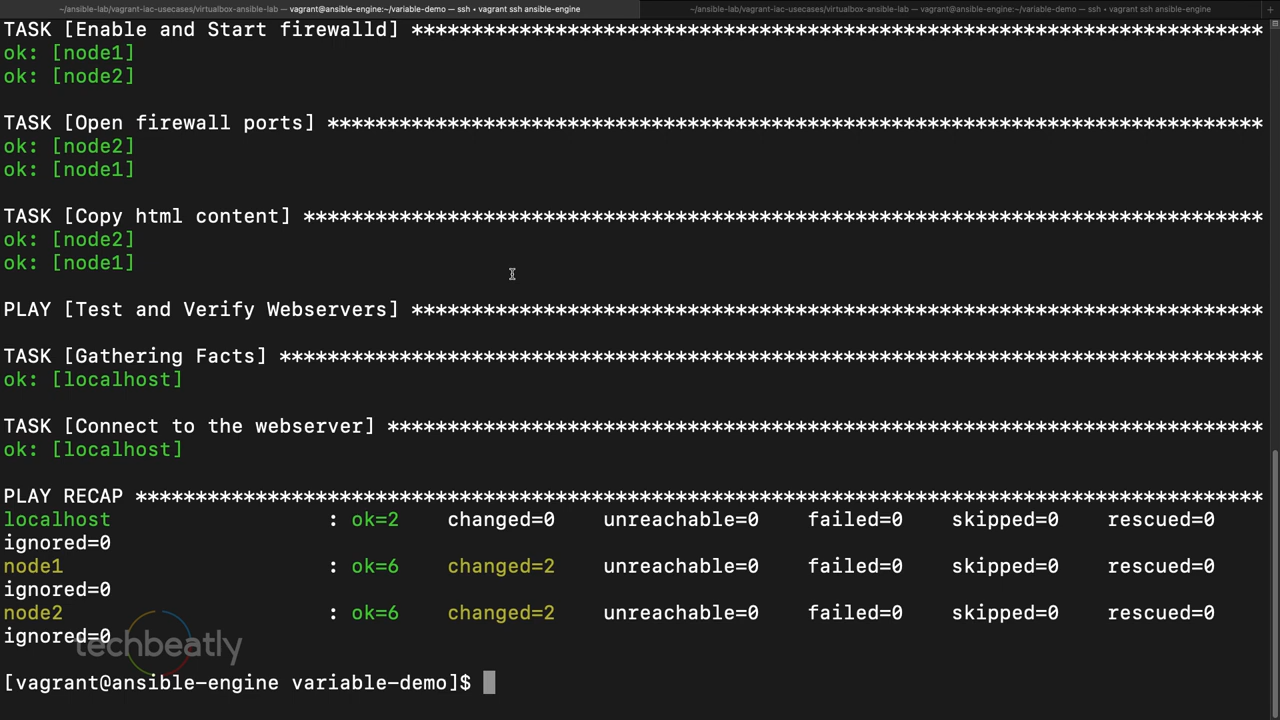 ~/ansible-lab/vagrant-iac-usecases/virtualbox-ansible-lab — vagrant@ansible-engine:~/variable-demo — ssh • vagrant ssh ansible-engine
~/ansible-lab/vagrant-iac-usecases/virtualbox-ansible-lab — vagrant@ansible-engine:~/variable-demo — ssh • vagrant ssh ansible-engine +
TASK [Enable and Start firewalld] ***********************************************************************
ok: [node1]
ok: [node2]
TASK [Open firewall ports] ******************************************************************************
ok: [node2]
ok: [node1]
TASK [Copy html content] ********************************************************************************
ok: [node2]
ok: [node1]
PLAY [Test and Verify Webservers] ***********************************************************************
TASK [Gathering Facts] **********************************************************************************
ok: [localhost]
TASK [Connect to the webserver] *************************************************************************
ok: [localhost]
PLAY RECAP **********************************************************************************************
localhost                  : ok=2    changed=0    unreachable=0    failed=0    skipped=0    rescued=0
ignored=0
node1                      : ok=6    changed=2    unreachable=0    failed=0    skipped=0    rescued=0
ignored=0
node2                      : ok=6    changed=2    unreachable=0    failed=0    skipped=0    rescued=0
ignored=0
techbeatly
[vagrant@ansible-engine variable-demo]$